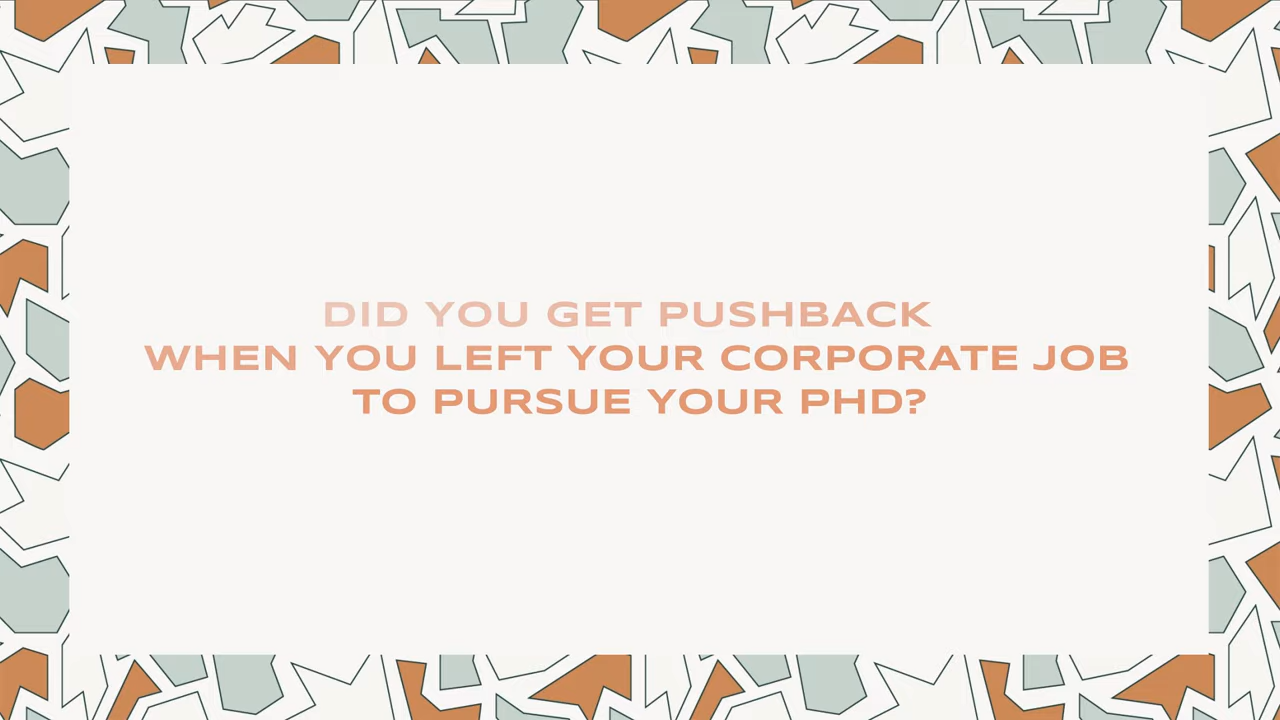 DID YOU GET PUSHBACK
WHEN YOU LEFT YOUR CORPORATE JOB
TO PURSUE YOUR PHD?